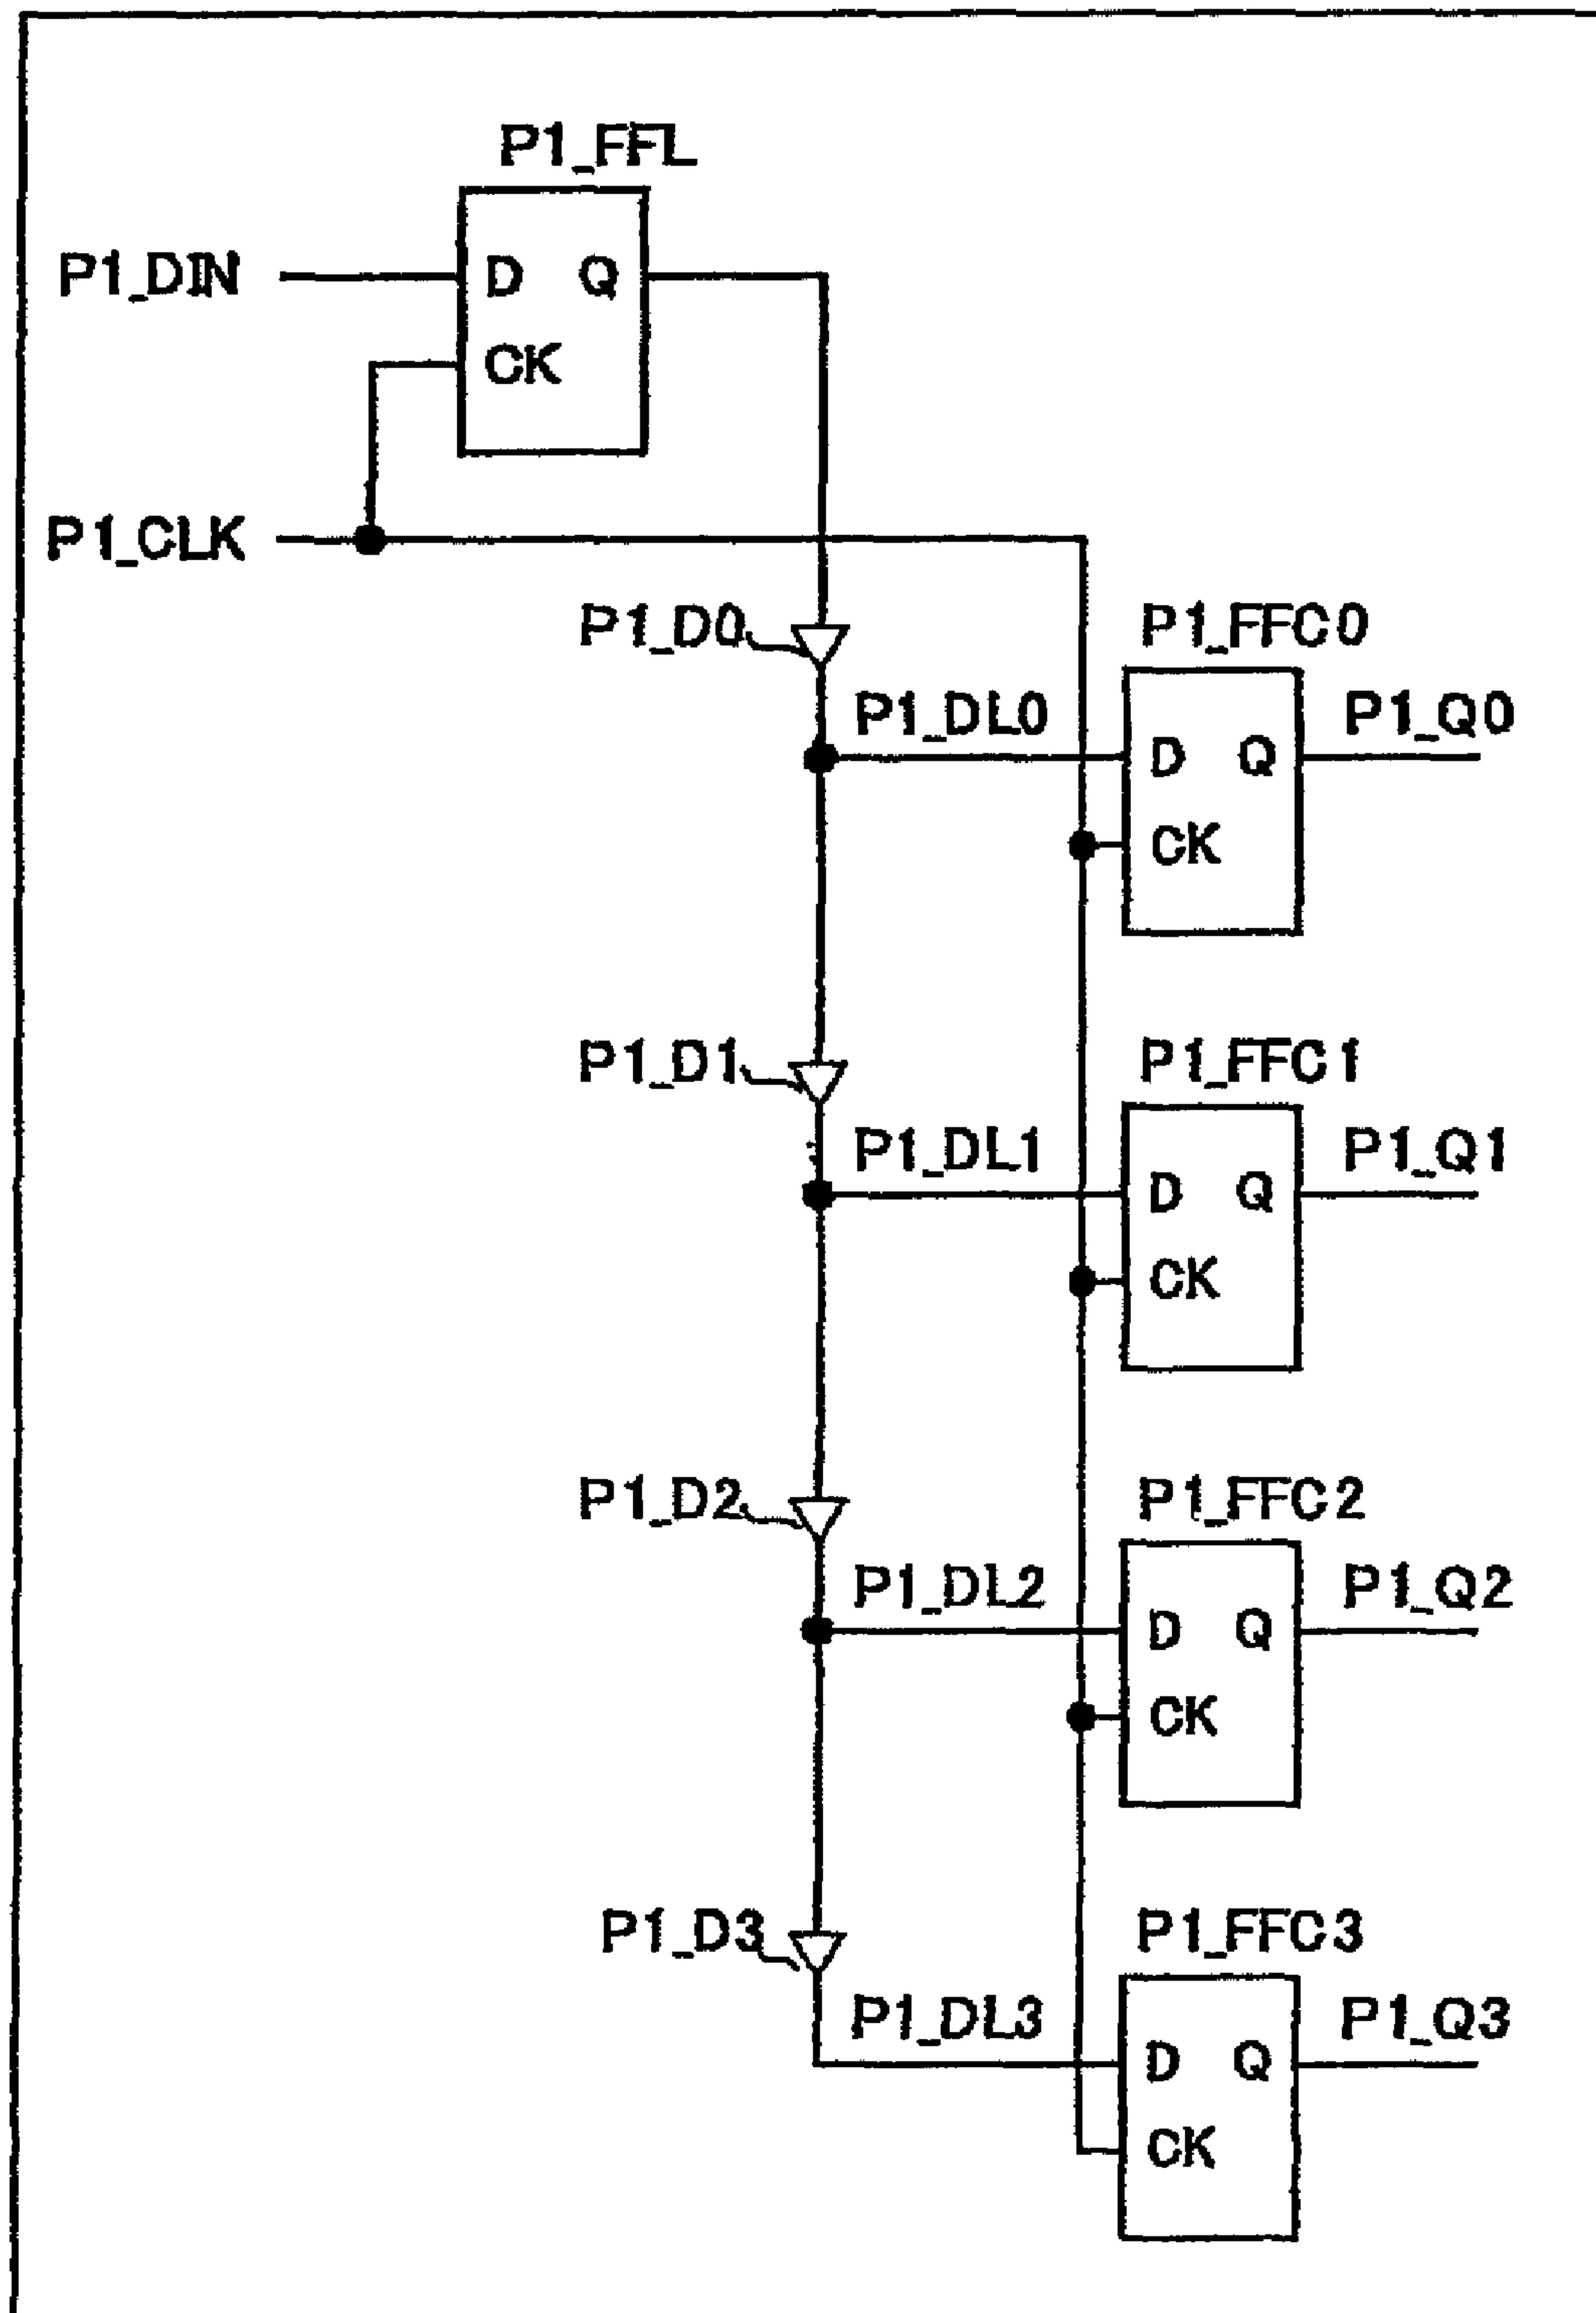 P1_FFL
P1_DIN
D Q
CK
P1_CLK
P1_D0
P1_FFC0
P1_DL0
P1_Q0
D Q
CK
P1_D1
P1_FFC1
P1_DL1
P1_Q1
D Q
CK
P1_D2
P1_FFC2
P1_DL2
P1_Q2
D Q
CK
P1_D3
P1_FFC3
P1_DL3
P1_Q3
D Q
CK